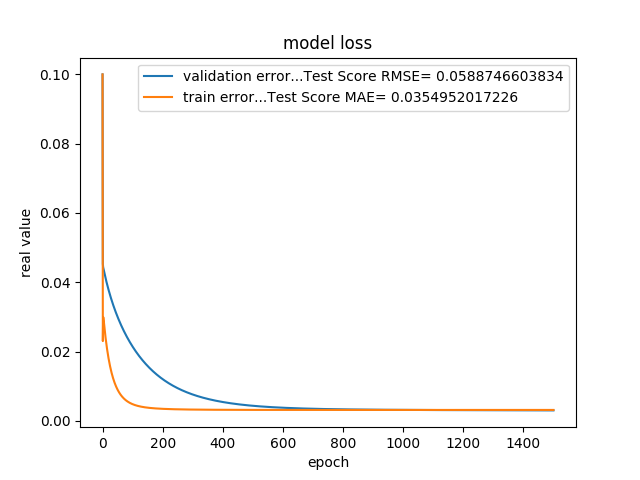 model loss
validation error...Test Score RMSE= 0.0588746603834
train error...Test Score MAE= 0.0354952017226
0.10
0.08
0.06
0.04
0.02
0.00
real value
0 200 400 600 800 1000 1200 1400
epoch